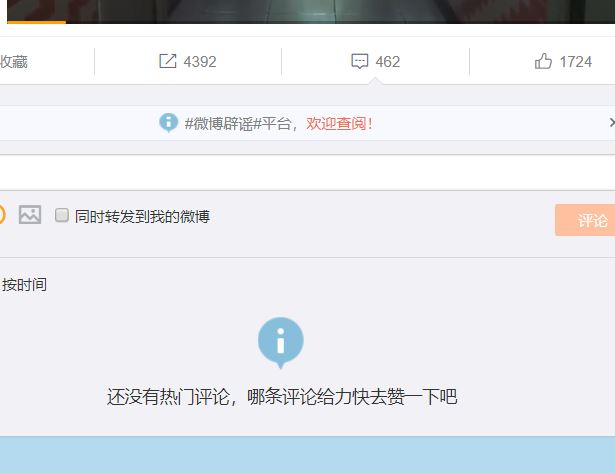 收藏
4392
462
1724
#微博辟谣#平台，欢迎查阅！
同时转发到我的微博
评论
按时间
还没有热门评论，哪条评论给力快去赞一下吧